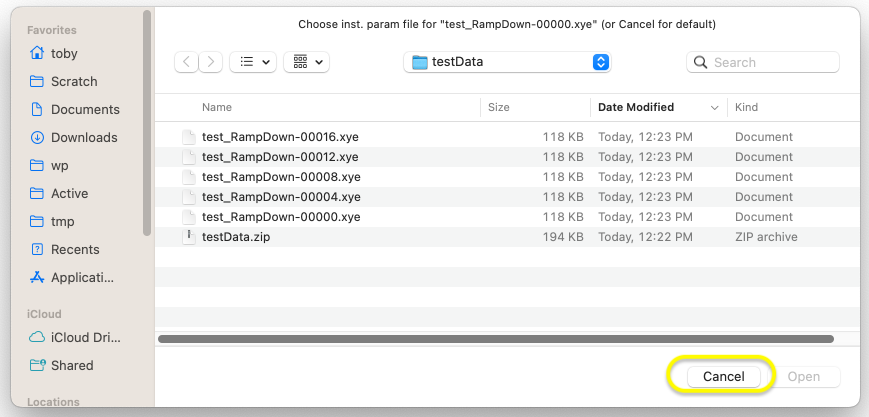 Choose inst. param file for "test_RampDown-00000.xye" (or Cancel for default)
Favorites
toby
Scratch
Documents
Downloads
wp
Active
tmp
Recents
Applicati...
iCloud
iCloud Dri...
Shared
Locations
testData
Search
Name Size Date Modified Kind
test_RampDown-00016.xye 118 KB Today, 12:23 PM Document
test_RampDown-00012.xye 118 KB Today, 12:23 PM Document
test_RampDown-00008.xye 118 KB Today, 12:23 PM Document
test_RampDown-00004.xye 118 KB Today, 12:23 PM Document
test_RampDown-00000.xye 118 KB Today, 12:23 PM Document
testData.zip 194 KB Today, 12:22 PM ZIP archive
Cancel Open